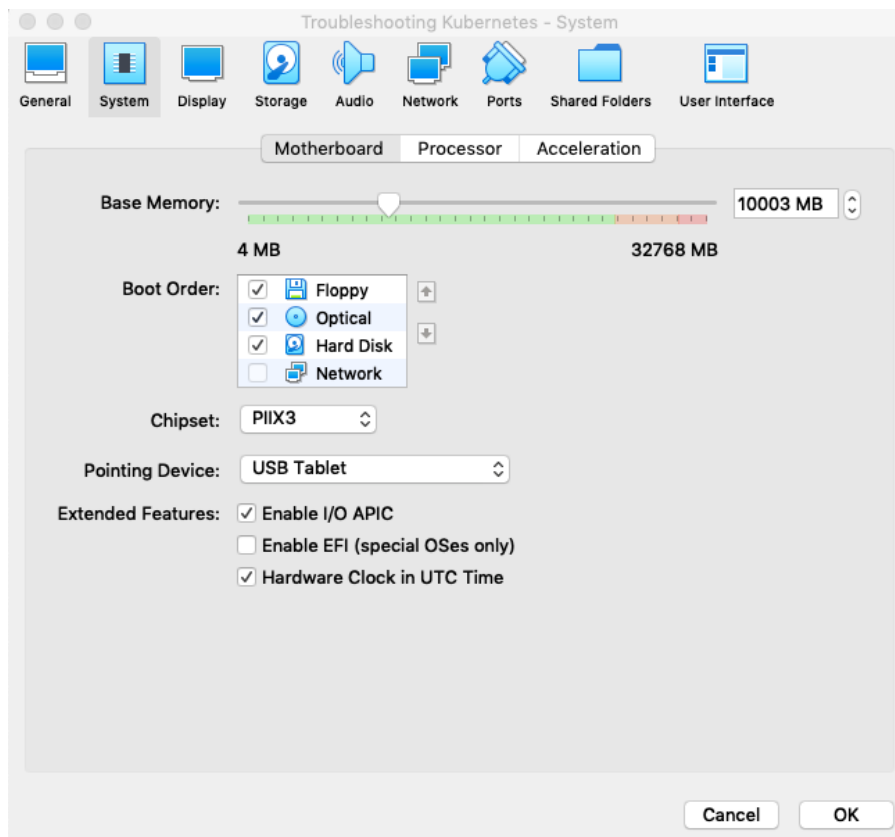 Troubleshooting Kubernetes - System
General System Display Storage Audio Network Ports Shared Folders User Interface
Motherboard Processor Acceleration
Base Memory: 10003 MB
4 MB 32768 MB
Boot Order: Floppy
Optical
Hard Disk
Network
Chipset: PIIX3
Pointing Device: USB Tablet
Extended Features: Enable I/O APIC
Enable EFI (special OSes only)
Hardware Clock in UTC Time
Cancel OK